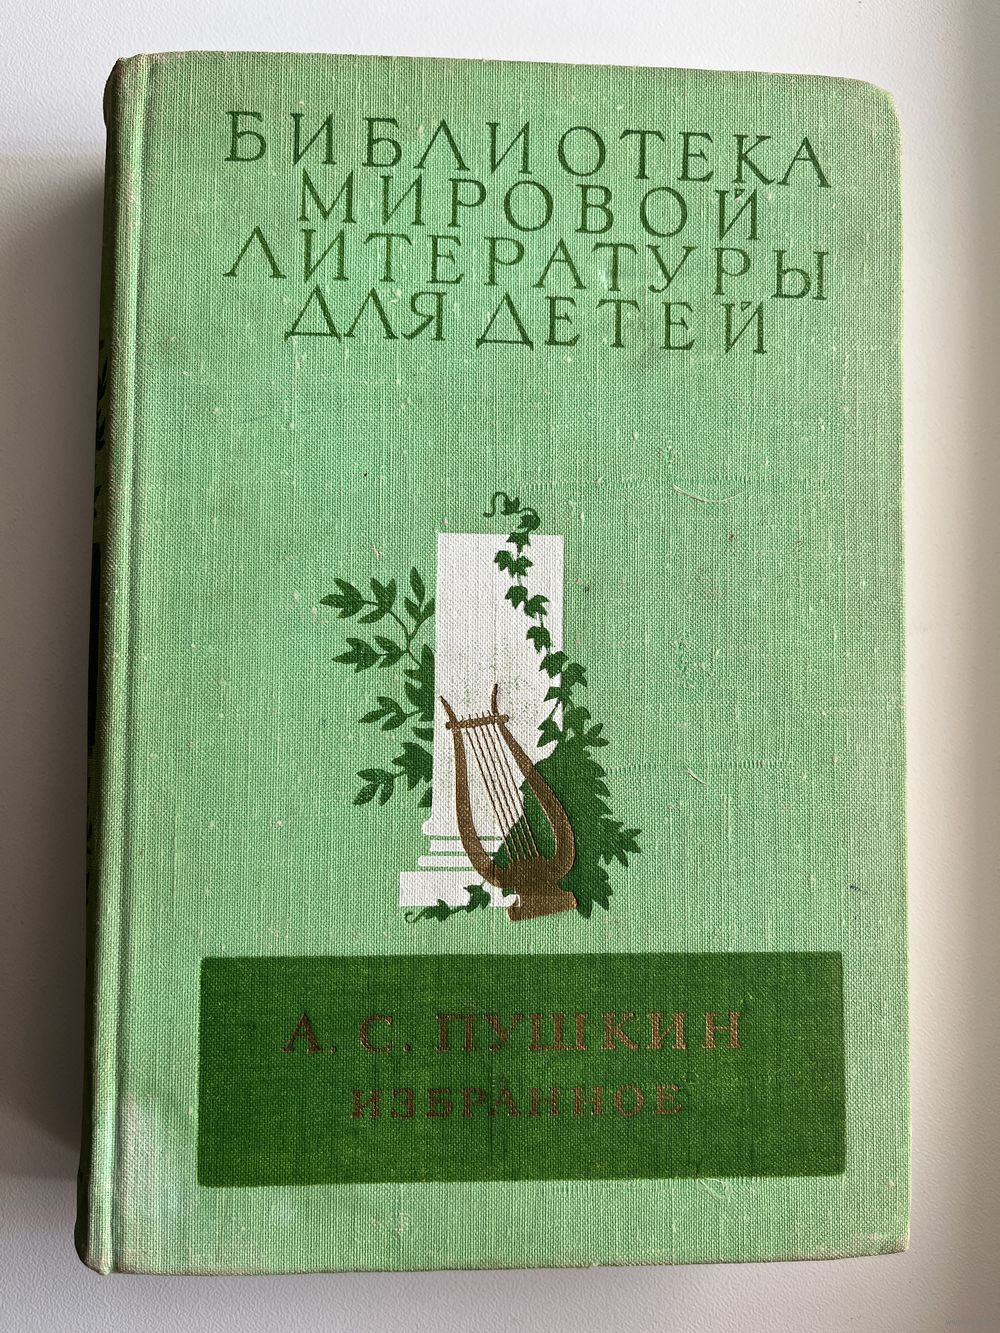 БИБЛИОТЕКА
МИРОВОЙ
ЛИТЕРАТУРЫ
ДЛЯ ДЕТЕЙ
А. С. ПУШКИН
ИЗБРАННОЕ